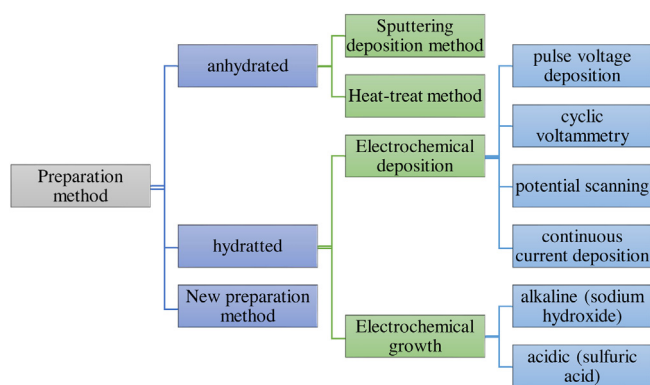 Preparation
method
anhydrated
hydratted
New preparation
method
Sputtering
deposition method
Heat-treat method
Electrochemical
deposition
Electrochemical
growth
pulse voltage
deposition
cyclic
voltammetry
potential scanning
continuous
current deposition
alkaline (sodium
hydroxide)
acidic (sulfuric
acid)